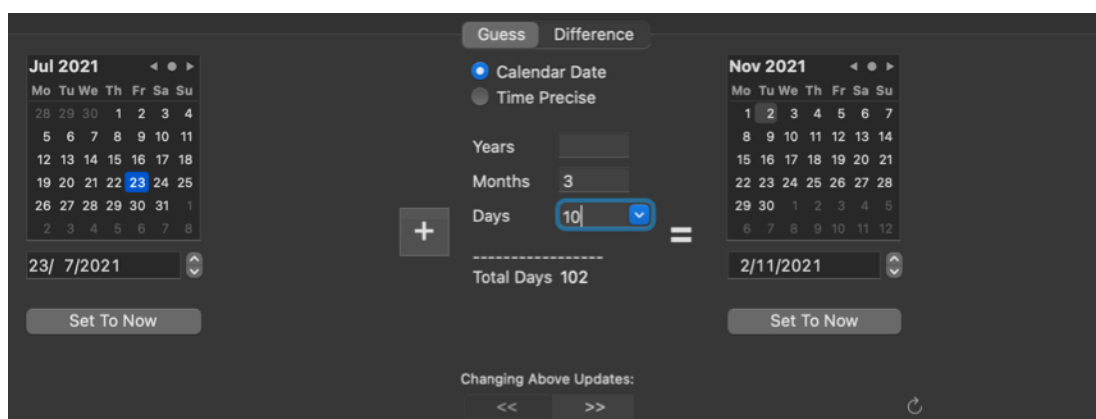 Guess Difference
Jul 2021
Mo Tu We Th Fr Sa Su
28 29 30 1 2 3 4
5 6 7 8 9 10 11
12 13 14 15 16 17 18
19 20 21 22 23 24 25
26 27 28 29 30 31 1
2 3 4 5 6 7 8
23/ 7/2021
Set To Now
Calendar Date
Time Precise
Years
Months 3
+
Days 10
=
-----------------
Total Days 102
Nov 2021
Mo Tu We Th Fr Sa Su
1 2 3 4 5 6 7
8 9 10 11 12 13 14
15 16 17 18 19 20 21
22 23 24 25 26 27 28
29 30 1 2 3 4 5
6 7 8 9 10 11 12
2/11/2021
Set To Now
Changing Above Updates:
<< >>